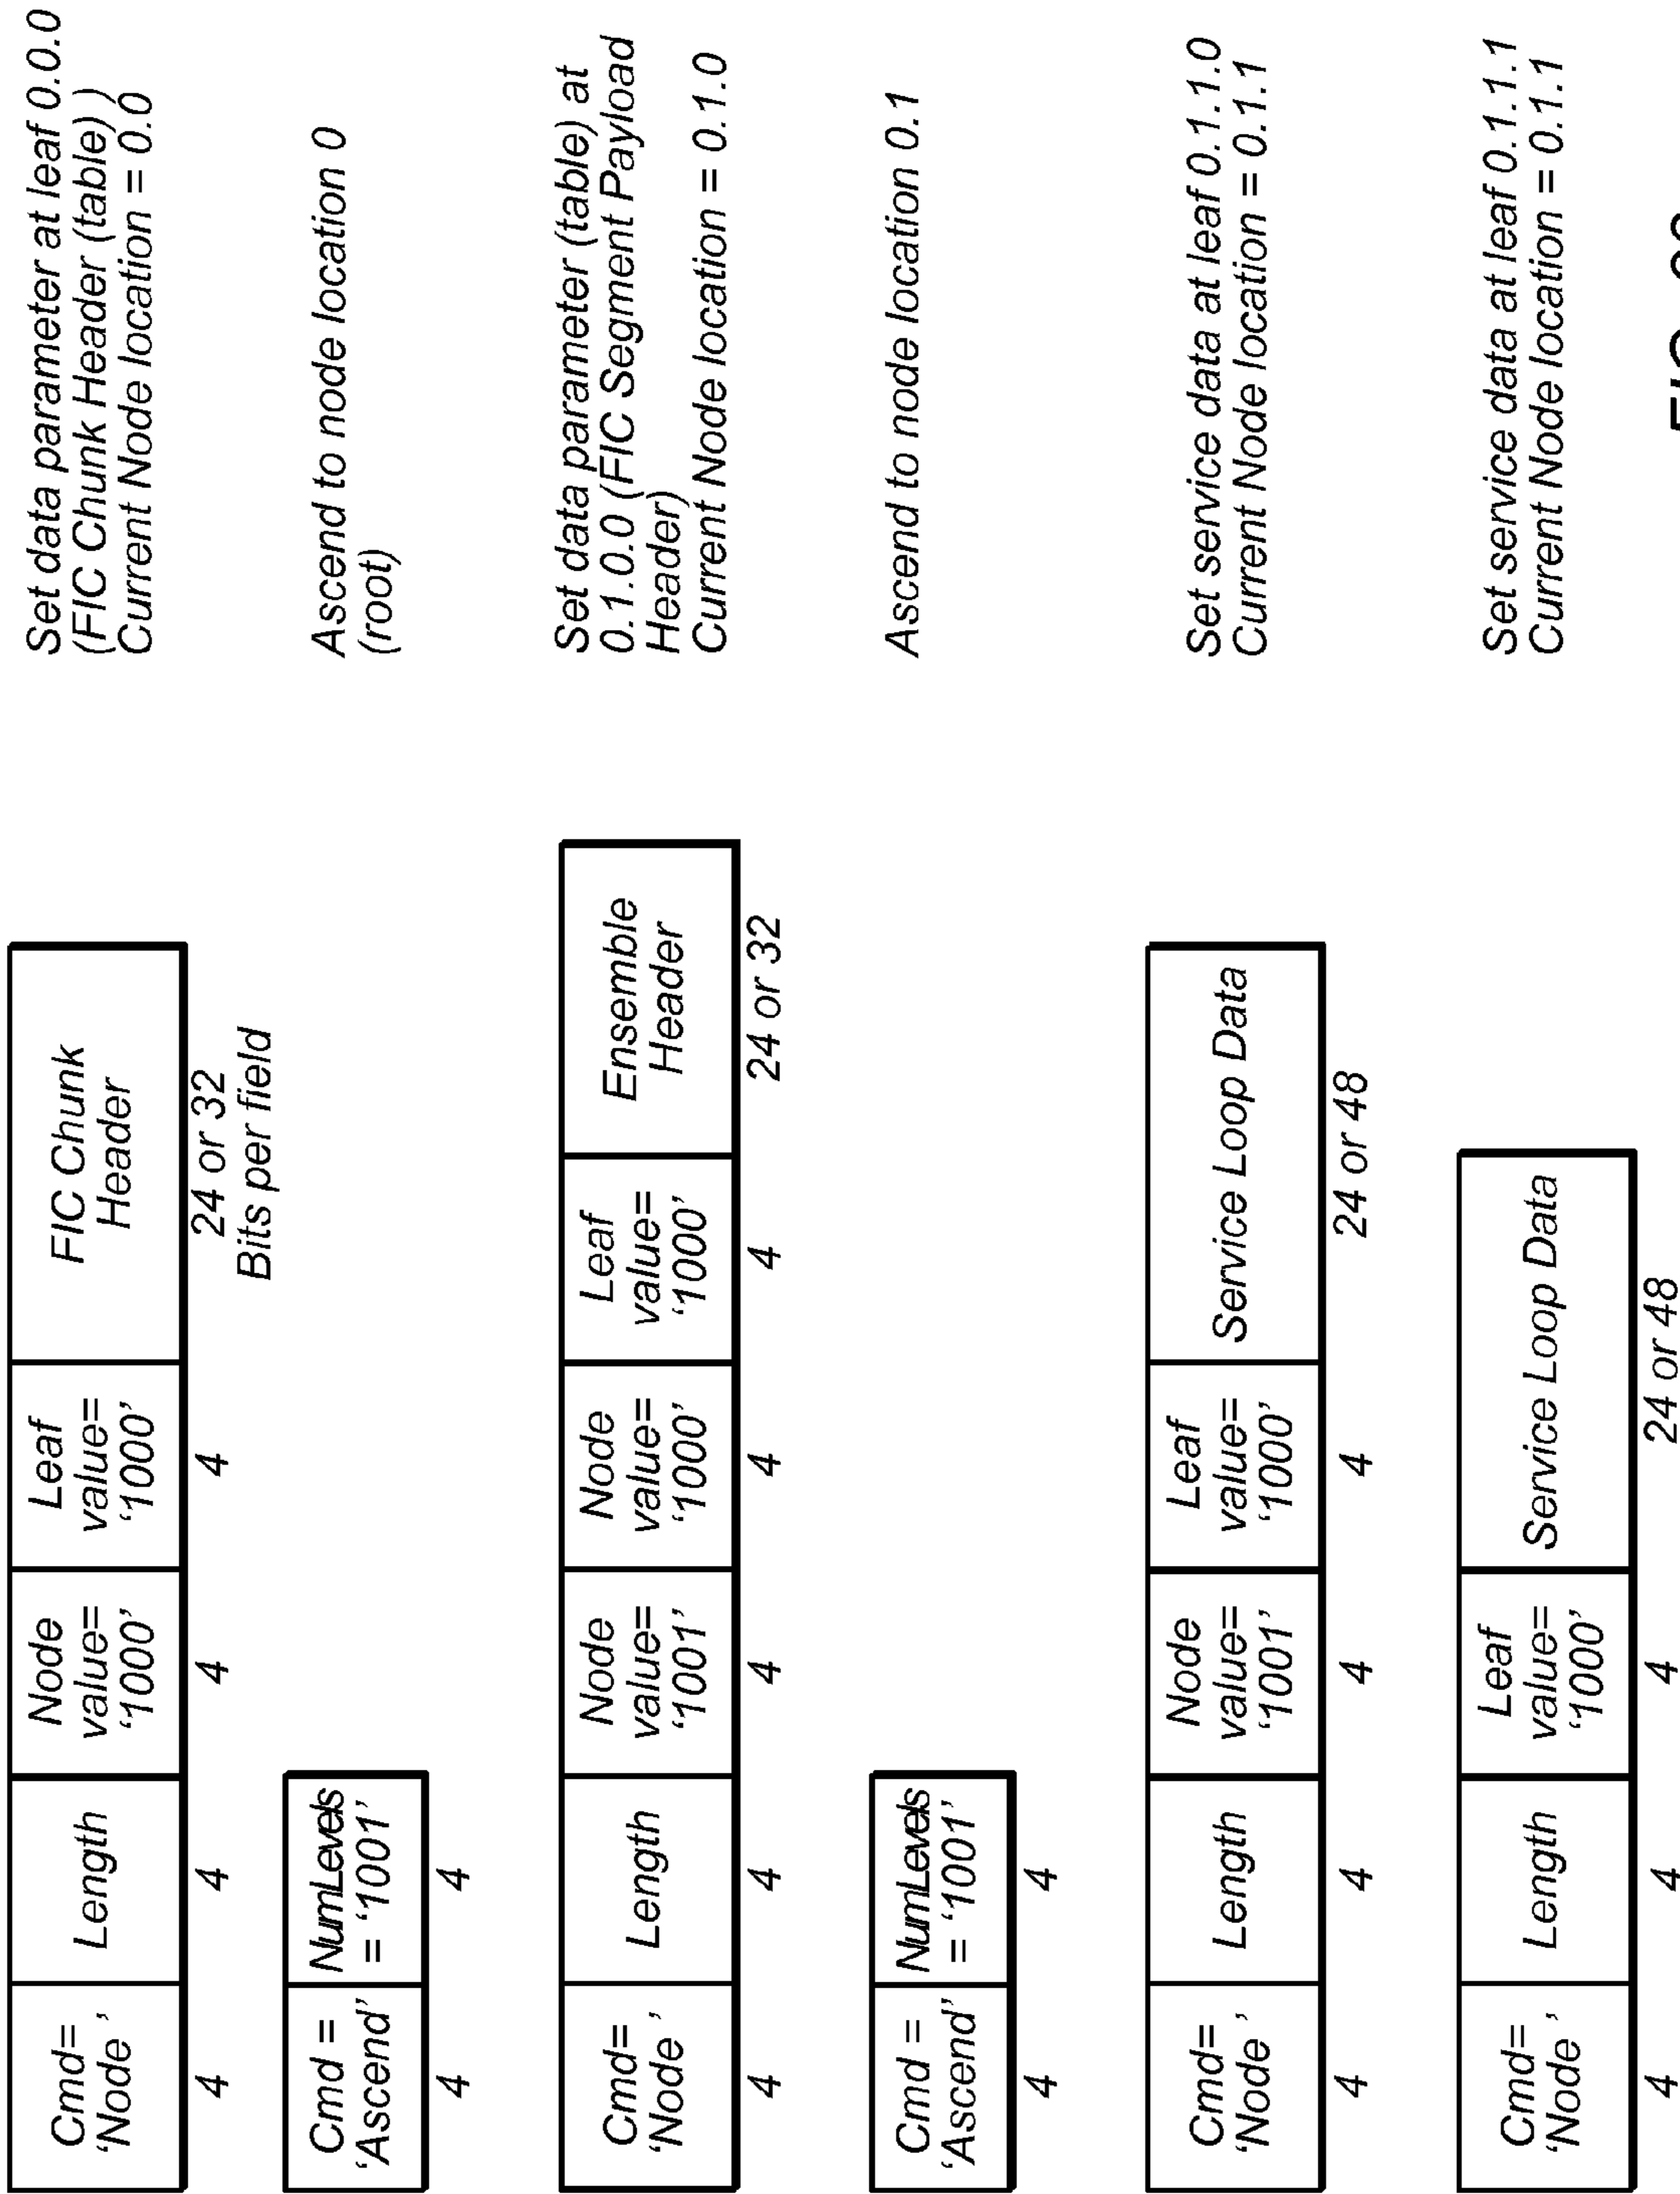 Cmd=
'Node'
Length
Node
value=
'1000'
Leaf
value=
'1000'
FIC Chunk
Header
4
4
4
4
24 or 32
Bits per field
Set data parameter at leaf 0.0.0
(FIC Chunk Header (table) )
Current Node location = 0.0
Cmd =
'Ascend'
NumLevels
= '1001'
4
4
Ascend to node location 0
(root)
Cmd=
'Node'
Length
Node
value=
'1001'
Node
value=
'1000'
Leaf
value=
'1000'
Ensemble
Header
4
4
4
4
4
24 or 32
Set data parameter (table) at
0.1.0.0 (FIC Segment Payload
Header)
Current Node location = 0.1.0
Cmd =
'Ascend'
NumLevels
= '1001'
4
4
Ascend to node location 0.1
Cmd=
'Node'
Length
Node
value=
'1001'
Leaf
value=
'1000'
Service Loop Data
4
4
4
4
24 or 48
Set service data at leaf 0.1.1.0
Current Node location = 0.1.1
Cmd=
'Node'
Length
Leaf
value=
'1000'
Service Loop Data
4
4
4
24 or 48
Set service data at leaf 0.1.1.1
Current Node location = 0.1.1